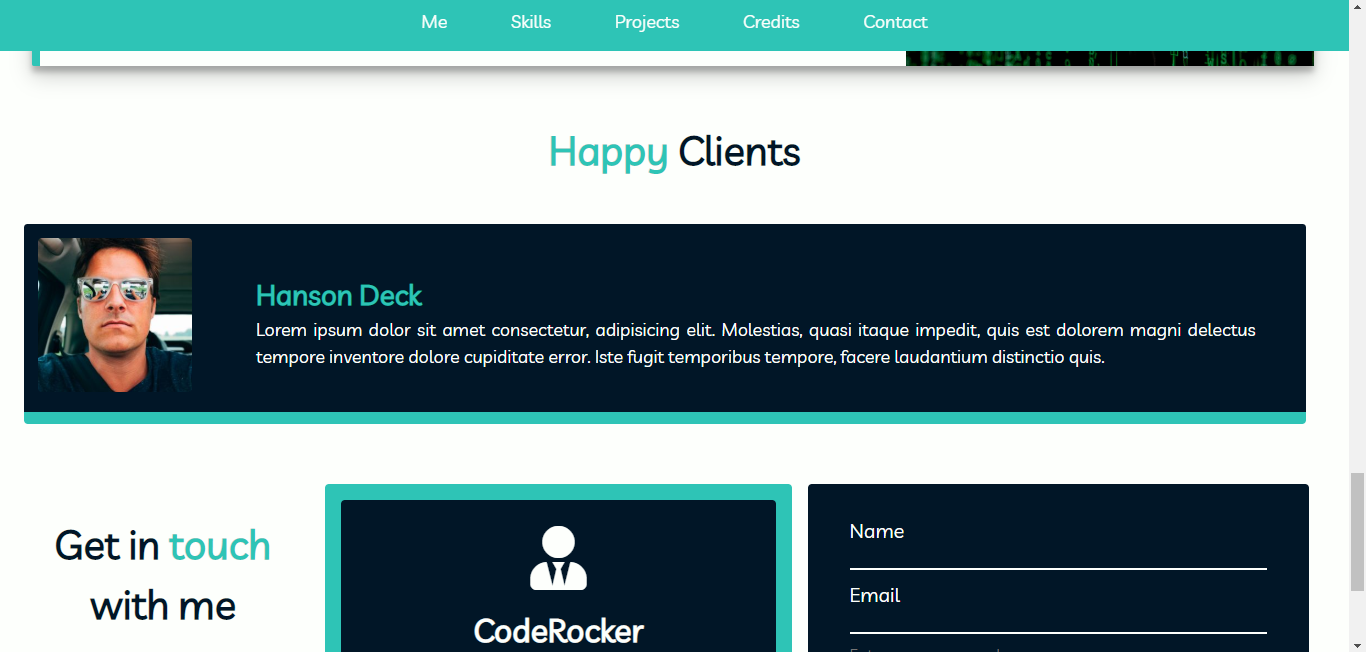 Me Skills Projects Credits Contact
Happy Clients
Hanson Deck
Lorem ipsum dolor sit amet consectetur, adipisicing elit. Molestias, quasi itaque impedit, quis est dolorem magni delectus
tempore inventore dolore cupiditate error. Iste fugit temporibus tempore, facere laudantium distinctio quis.
Get in touch
with me
CodeRocker
Name
Email